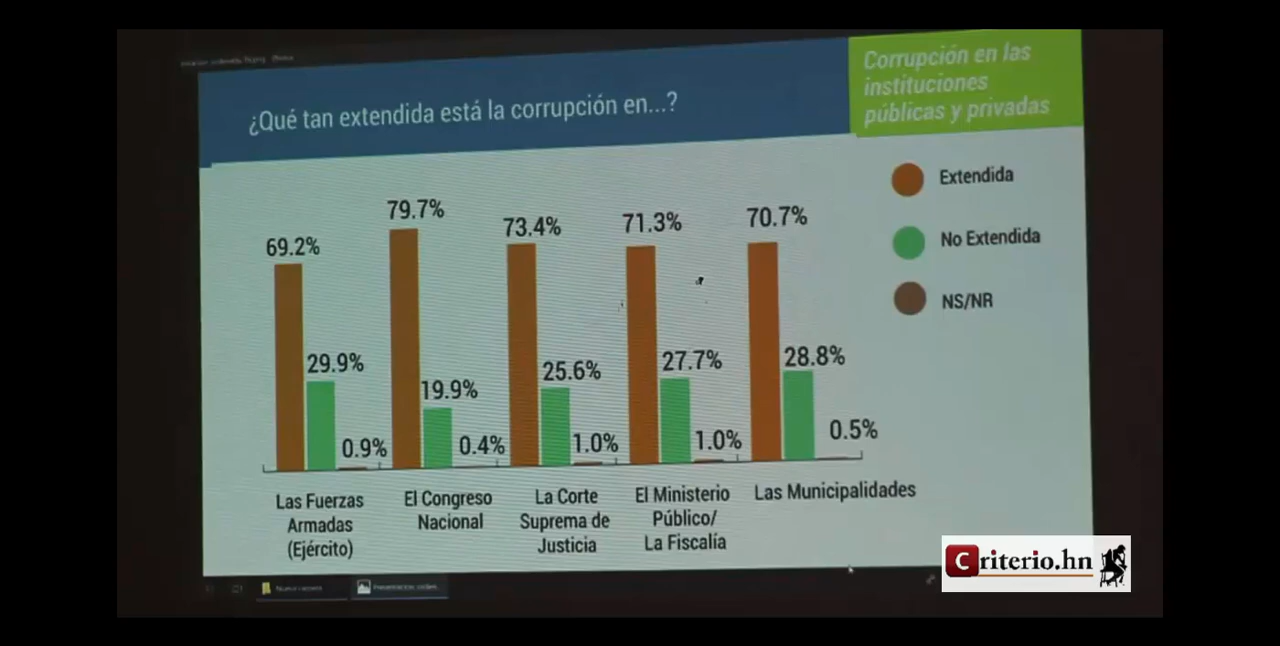 ¿Qué tan extendida está la corrupción en...?
Corrupción en las
instituciones
públicas y privadas
Extendida
No Extendida
NS/NR
69.2%
29.9%
0.9%
79.7%
19.9%
0.4%
73.4%
25.6%
1.0%
71.3%
27.7%
1.0%
70.7%
28.8%
0.5%
Las Fuerzas
Armadas
(Ejército)
El Congreso
Nacional
La Corte
Suprema de
Justicia
El Ministerio
Público/
La Fiscalía
Las Municipalidades
Criterio.hn